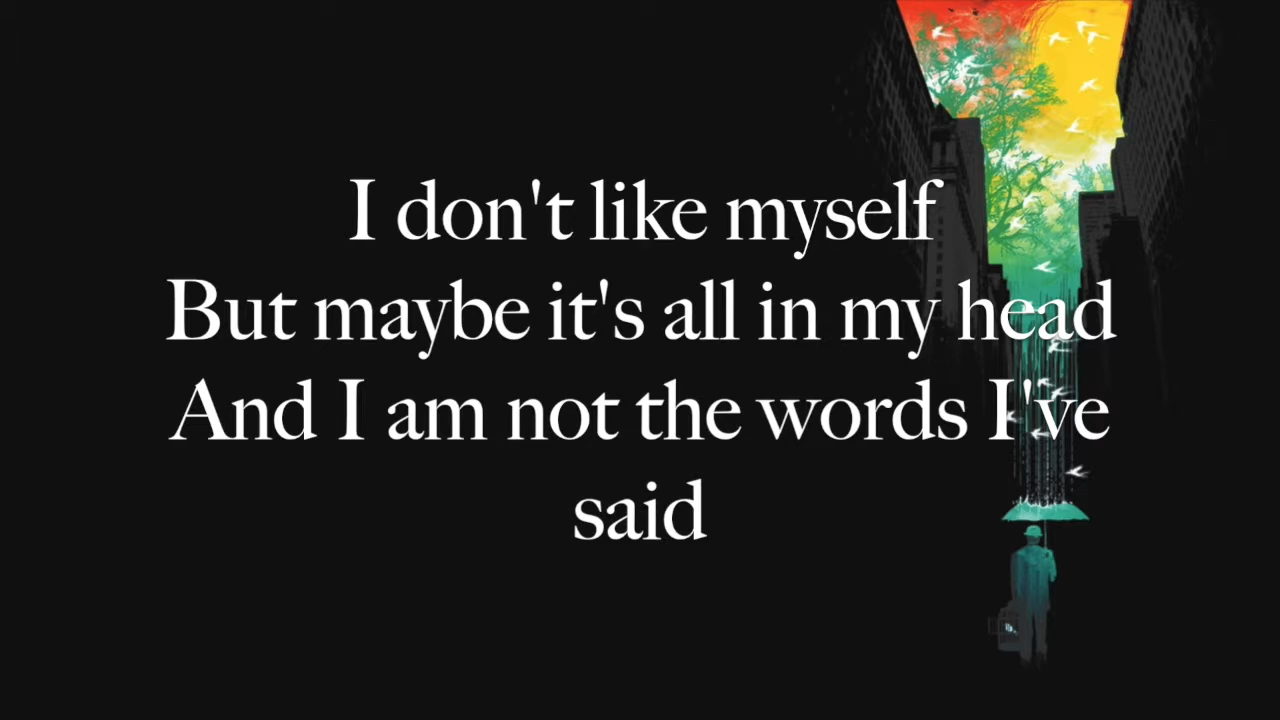 I don't like myself
But maybe it's all in my head
And I am not the words I've
said